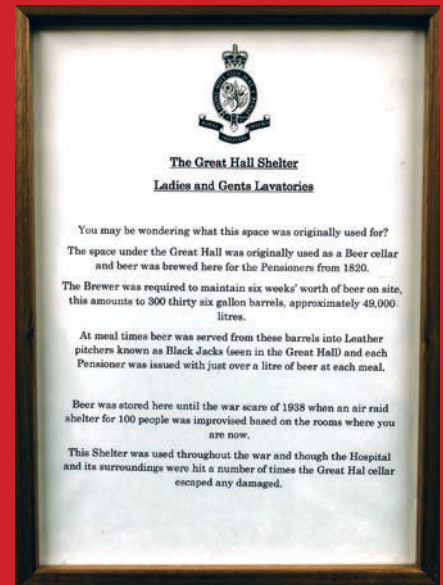 The Great Hall Shelter
Ladies and Gents Lavatories
You may be wondering what this space was originally used for?
The space under the Great Hall was originally used as a Beer cellar
and beer was brewed here for the Pensioners from 1820.
The Brewer was required to maintain six weeks' worth of beer on site,
this amounts to 300 thirty six gallon barrels, approximately 49,000
litres.
At meal times beer was served from these barrels into Leather
pitchers known as Black Jacks (seen in the Great Hall) and each
Pensioner was issued with just over a litre of beer at each meal.
Beer was stored here until the war scare of 1938 when an air raid
shelter for 100 people was improvised based on the rooms where you
are now.
This Shelter was used throughout the war and though the Hospital
and its surroundings were hit a number of times the Great Hal cellar
escaped any damaged.